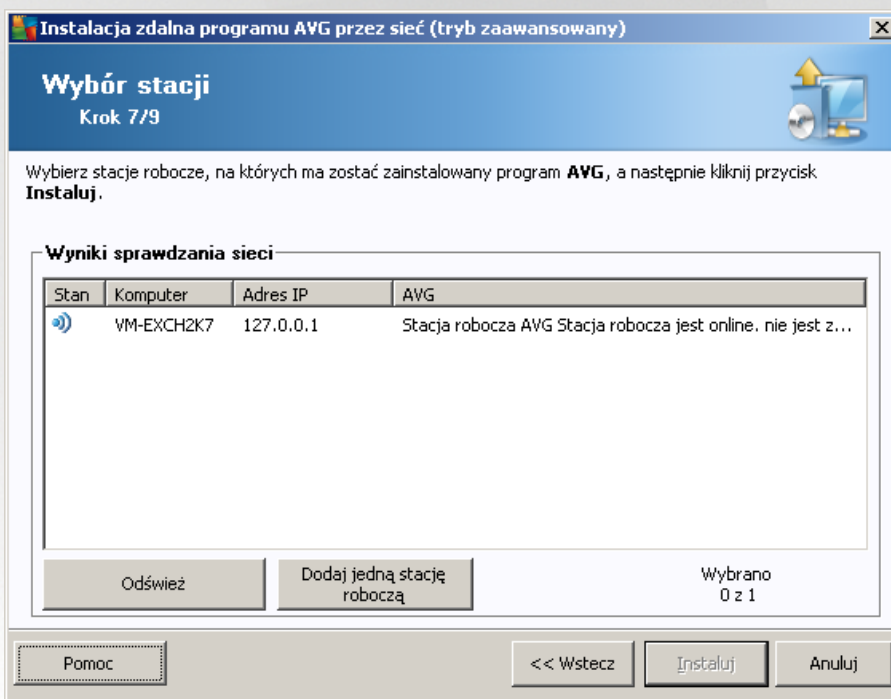 Instalacja zdalna programu AVG przez sieć (tryb zaawansowany)
Wybór stacji
Krok 7/9
Wybierz stacje robocze, na których ma zostać zainstalowany program AVG, a następnie kliknij przycisk
Instaluj.
Wyniki sprawdzania sieci
Stan Komputer Adres IP AVG
VM-EXCH2K7 127.0.0.1 Stacja robocza AVG Stacja robocza jest online. nie jest z...
Odśwież
Dodaj jedną stację
roboczą
Wybrano
0 z 1
Pomoc << Wstecz Instaluj Anuluj